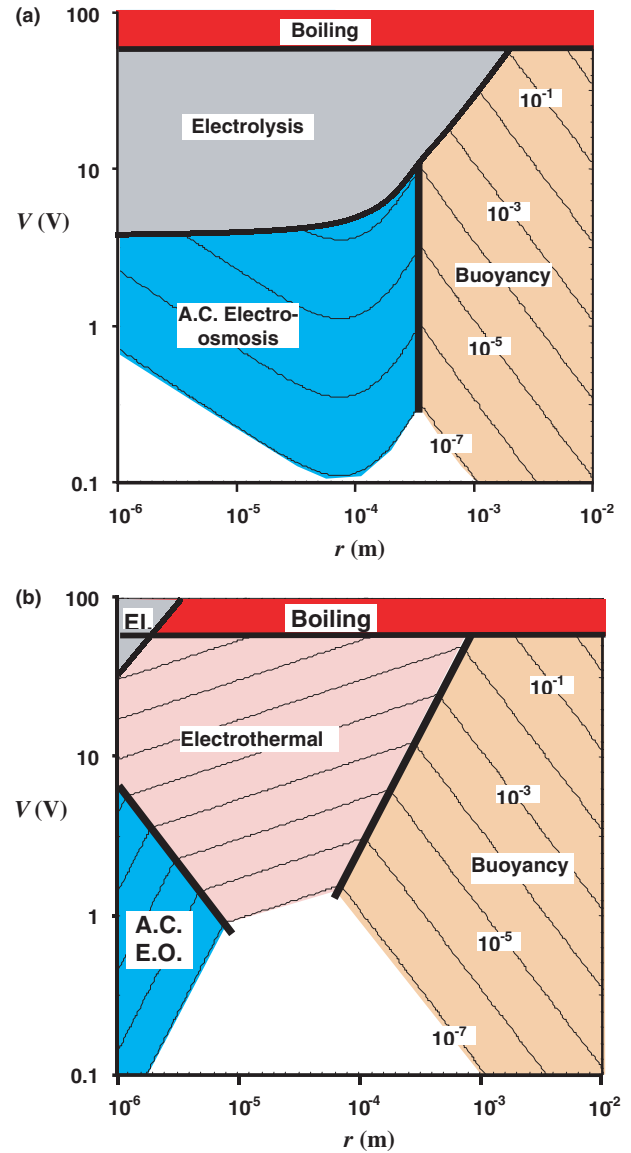 (a)
100
Boiling
10⁻¹
Electrolysis
10
10⁻³
V (V)
Buoyancy
A.C. Electro-
osmosis
1
10⁻⁵
10⁻⁷
0.1
10⁻⁶ 10⁻⁵ 10⁻⁴ 10⁻³ 10⁻²
r (m)
(b)
100
El.
Boiling
10⁻¹
Electrothermal
10
10⁻³
V (V)
Buoyancy
1
A.C.
E.O.
10⁻⁵
10⁻⁷
0.1
10⁻⁶ 10⁻⁵ 10⁻⁴ 10⁻³ 10⁻²
r (m)